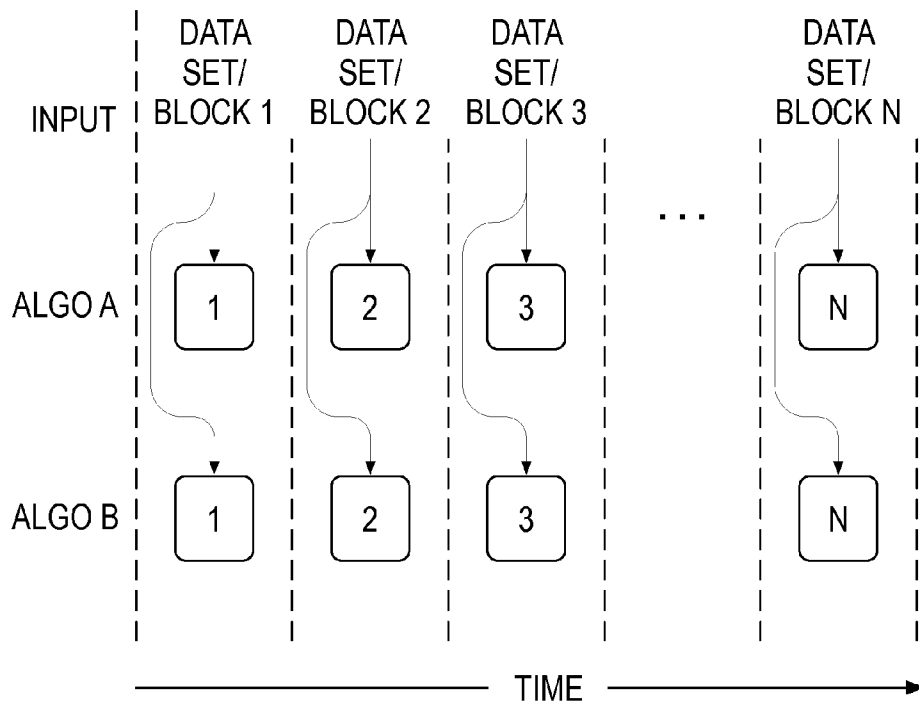 DATA SET/ BLOCK 1
DATA SET/ BLOCK 2
DATA SET/ BLOCK 3
DATA SET/ BLOCK N
INPUT
...
ALGO A
1
2
3
N
ALGO B
1
2
3
N
TIME